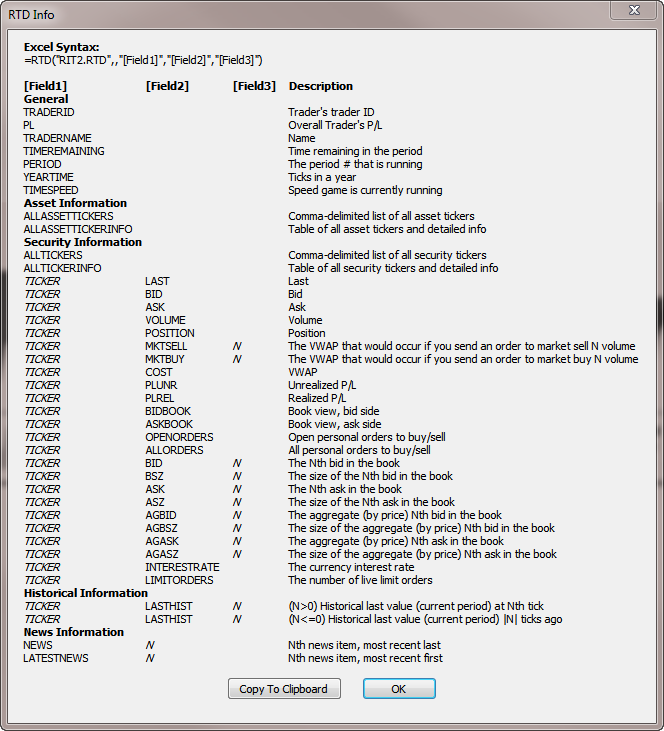 RTD Info
Excel Syntax:
=RTD("RIT2.RTD",,"[Field1]","[Field2]","[Field3]")
[Field1] [Field2] [Field3] Description
General
TRADERID Trader's trader ID
PL Overall Trader's P/L
TRADERNAME Name
TIMEREMAINING Time remaining in the period
PERIOD The period # that is running
YEARTIME Ticks in a year
TIMESPEED Speed game is currently running
Asset Information
ALLASSETTICKERS Comma-delimited list of all asset tickers
ALLASSETTICKERINFO Table of all asset tickers and detailed info
Security Information
ALLTICKERS Comma-delimited list of all security tickers
ALLTICKERINFO Table of all security tickers and detailed info
TICKER LAST Last
TICKER BID Bid
TICKER ASK Ask
TICKER VOLUME Volume
TICKER POSITION Position
TICKER MKTSELL N The VWAP that would occur if you send an order to market sell N volume
TICKER MKTBUY N The VWAP that would occur if you send an order to market buy N volume
TICKER COST VWAP
TICKER PLUNR Unrealized P/L
TICKER PLREL Realized P/L
TICKER BIDBOOK Book view, bid side
TICKER ASKBOOK Book view, ask side
TICKER OPENORDERS Open personal orders to buy/sell
TICKER ALLORDERS All personal orders to buy/sell
TICKER BID N The Nth bid in the book
TICKER BSZ N The size of the Nth bid in the book
TICKER ASK N The Nth ask in the book
TICKER ASZ N The size of the Nth ask in the book
TICKER AGBID N The aggregate (by price) Nth bid in the book
TICKER AGBSZ N The size of the aggregate (by price) Nth bid in the book
TICKER AGASK N The aggregate (by price) Nth ask in the book
TICKER AGASZ N The size of the aggregate (by price) Nth ask in the book
TICKER INTERESTRATE The currency interest rate
TICKER LIMITORDERS The number of live limit orders
Historical Information
TICKER LASTHIST N (N>0) Historical last value (current period) at Nth tick
TICKER LASTHIST N (N<=0) Historical last value (current period) |N| ticks ago
News Information
NEWS N Nth news item, most recent last
LATESTNEWS N Nth news item, most recent first
Copy To Clipboard OK